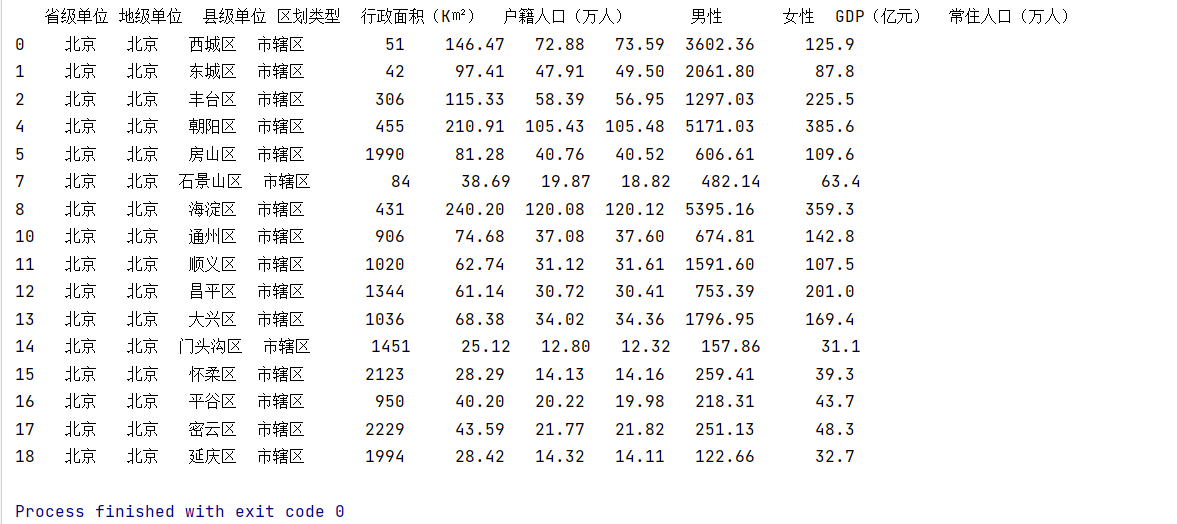 省级单位 地级单位 县级单位 区划类型 行政面积（K㎡） 户籍人口（万人） 男性 女性 GDP（亿元） 常住人口（万人）
0 北京 北京 西城区 市辖区 51 146.47 72.88 73.59 3602.36 125.9
1 北京 北京 东城区 市辖区 42 97.41 47.91 49.50 2061.80 87.8
2 北京 北京 丰台区 市辖区 306 115.33 58.39 56.95 1297.03 225.5
4 北京 北京 朝阳区 市辖区 455 210.91 105.43 105.48 5171.03 385.6
5 北京 北京 房山区 市辖区 1990 81.28 40.76 40.52 606.61 109.6
7 北京 北京 石景山区 市辖区 84 38.69 19.87 18.82 482.14 63.4
8 北京 北京 海淀区 市辖区 431 240.20 120.08 120.12 5395.16 359.3
10 北京 北京 通州区 市辖区 906 74.68 37.08 37.60 674.81 142.8
11 北京 北京 顺义区 市辖区 1020 62.74 31.12 31.61 1591.60 107.5
12 北京 北京 昌平区 市辖区 1344 61.14 30.72 30.41 753.39 201.0
13 北京 北京 大兴区 市辖区 1036 68.38 34.02 34.36 1796.95 169.4
14 北京 北京 门头沟区 市辖区 1451 25.12 12.80 12.32 157.86 31.1
15 北京 北京 怀柔区 市辖区 2123 28.29 14.13 14.16 259.41 39.3
16 北京 北京 平谷区 市辖区 950 40.20 20.22 19.98 218.31 43.7
17 北京 北京 密云区 市辖区 2229 43.59 21.77 21.82 251.13 48.3
18 北京 北京 延庆区 市辖区 1994 28.42 14.32 14.11 122.66 32.7
Process finished with exit code 0